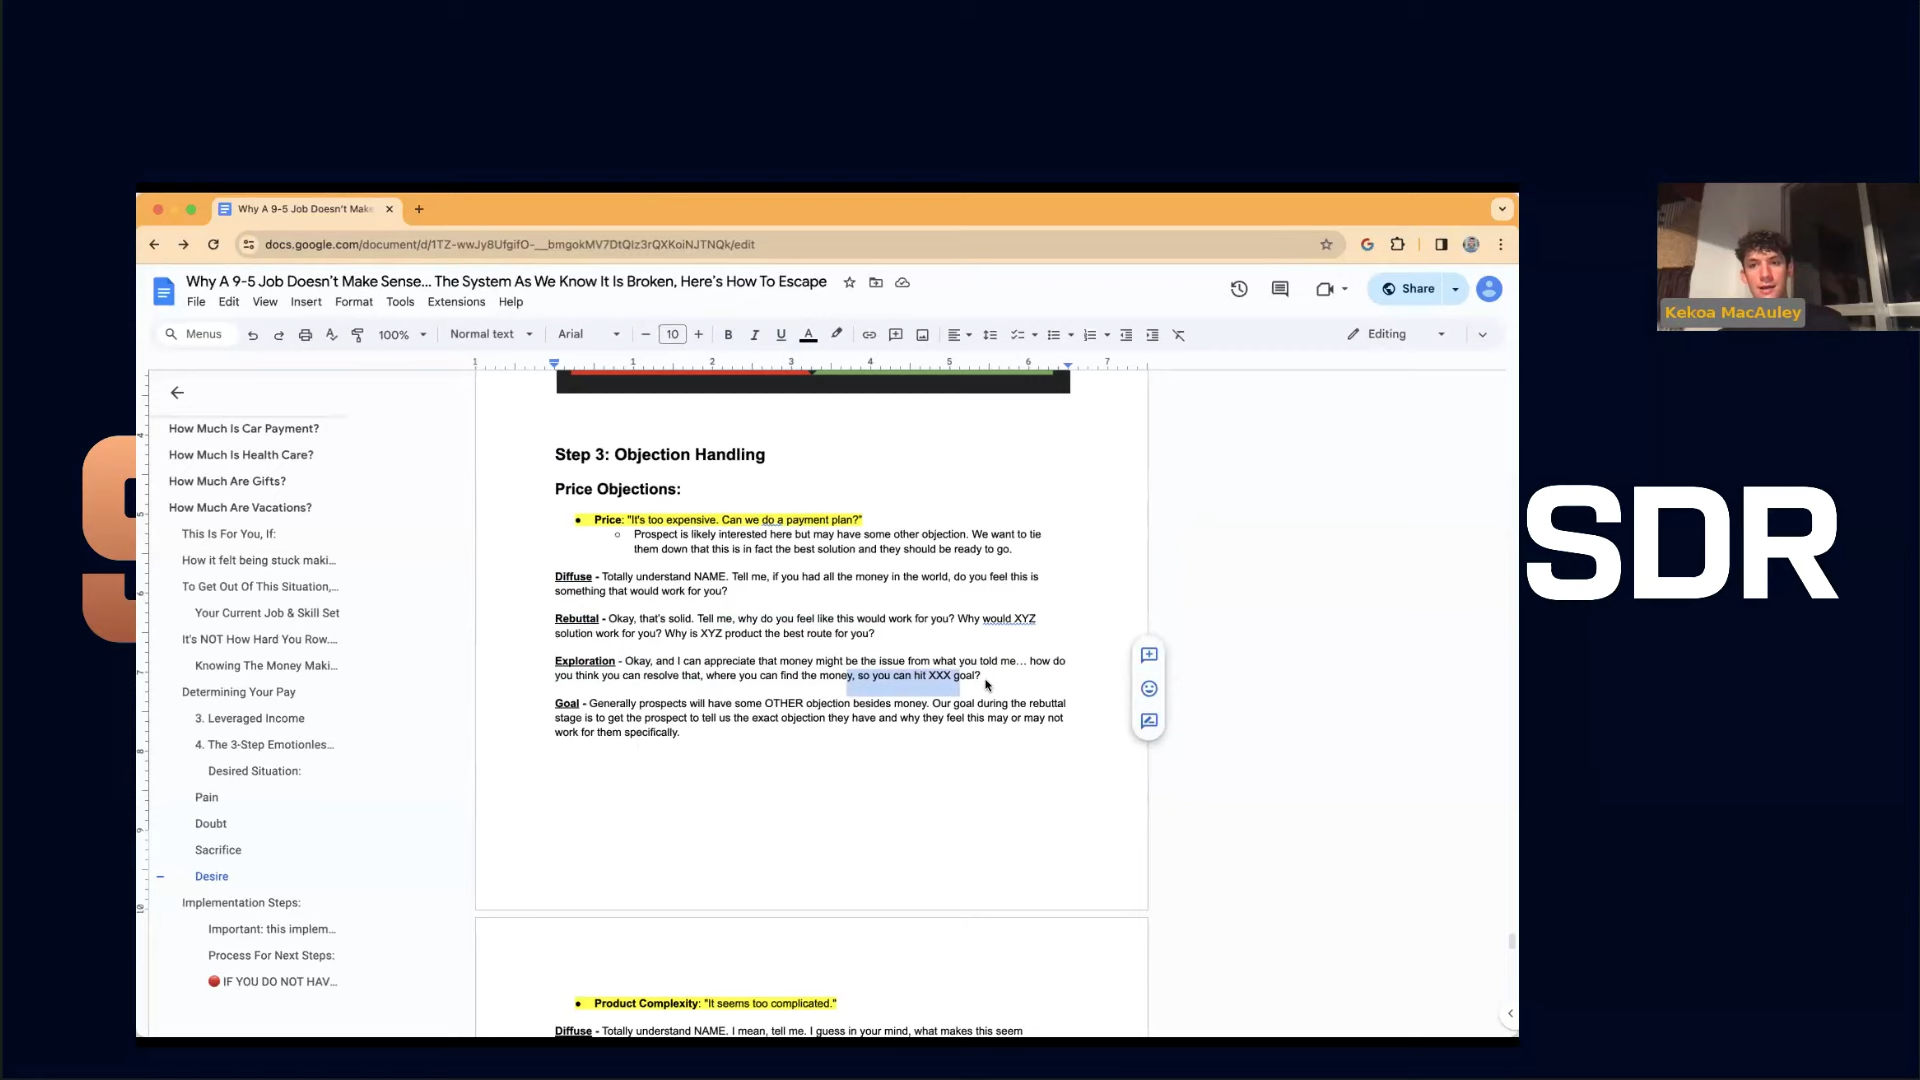 Why A 9-5 Job Doesn't Make
docs.google.com/document/d/1TZ-wwJy8UfgifO-__bmgokMV7DtQIz3rQXKoiNJTNQk/edit
Why A 9-5 Job Doesn't Make Sense... The System As We Know It Is Broken, Here's How To Escape
File Edit View Insert Format Tools Extensions Help
Share
Menus 100% Normal text Arial 10 Editing
1 1 2 3 4 5 6 7
Kekoa MacAuley
How Much Is Car Payment?
How Much Is Health Care?
How Much Are Gifts?
How Much Are Vacations?
This Is For You, If:
How it felt being stuck maki...
To Get Out Of This Situation,...
Your Current Job & Skill Set
It's NOT How Hard You Row....
Knowing The Money Maki...
Determining Your Pay
3. Leveraged Income
4. The 3-Step Emotionles...
Desired Situation:
Pain
Doubt
Sacrifice
Desire
Implementation Steps:
Important: this implem...
Process For Next Steps:
IF YOU DO NOT HAV...
Step 3: Objection Handling
Price Objections:
• Price: "It's too expensive. Can we do a payment plan?"
○ Prospect is likely interested here but may have some other objection. We want to tie
them down that this is in fact the best solution and they should be ready to go.
Diffuse - Totally understand NAME. Tell me, if you had all the money in the world, do you feel this is
something that would work for you?
Rebuttal - Okay, that's solid. Tell me, why do you feel like this would work for you? Why would XYZ
solution work for you? Why is XYZ product the best route for you?
Exploration - Okay, and I can appreciate that money might be the issue from what you told me... how do
you think you can resolve that, where you can find the money, so you can hit XXX goal?
Goal - Generally prospects will have some OTHER objection besides money. Our goal during the rebuttal
stage is to get the prospect to tell us the exact objection they have and why they feel this may or may not
work for them specifically.
• Product Complexity: "It seems too complicated."
Diffuse - Totally understand NAME. I mean, tell me. I guess in your mind, what makes this seem
SDR